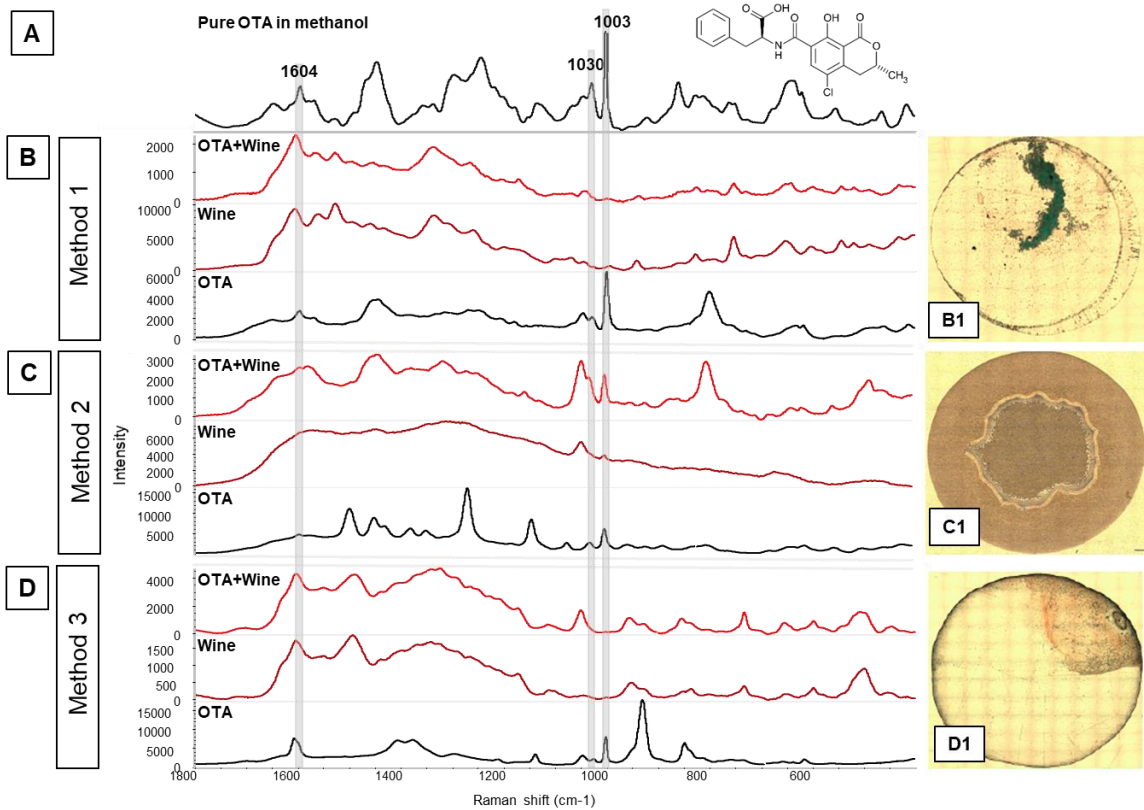 A
Pure OTA in methanol
1604
1030
1003
OH
O
O
OH
O
N
H
O
Cl
CH3
B
Method 1
OTA+Wine
2000
1000
0
Wine
10000
5000
0
OTA
6000
4000
2000
0
B1
C
Method 2
Intensity
OTA+Wine
3000
2000
1000
0
Wine
6000
4000
2000
0
OTA
15000
10000
5000
C1
D
Method 3
OTA+Wine
4000
2000
0
Wine
1500
1000
500
0
OTA
15000
10000
5000
0
D1
1800
1600
1400
1200
1000
800
600
Raman shift (cm-1)